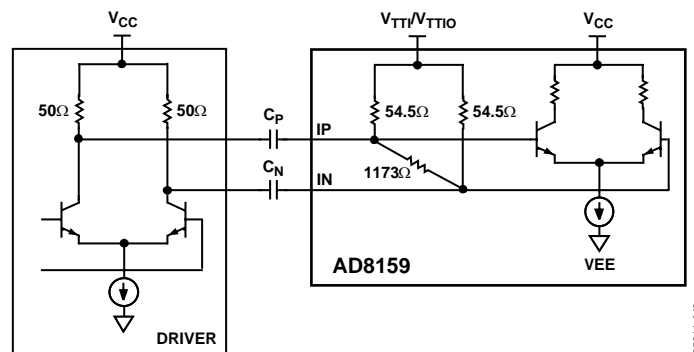 VCC
VTTI/VTTIO
VCC
50Ω
50Ω
CP
IP
54.5Ω
54.5Ω
1173Ω
CN
IN
AD8159
VEE
DRIVER